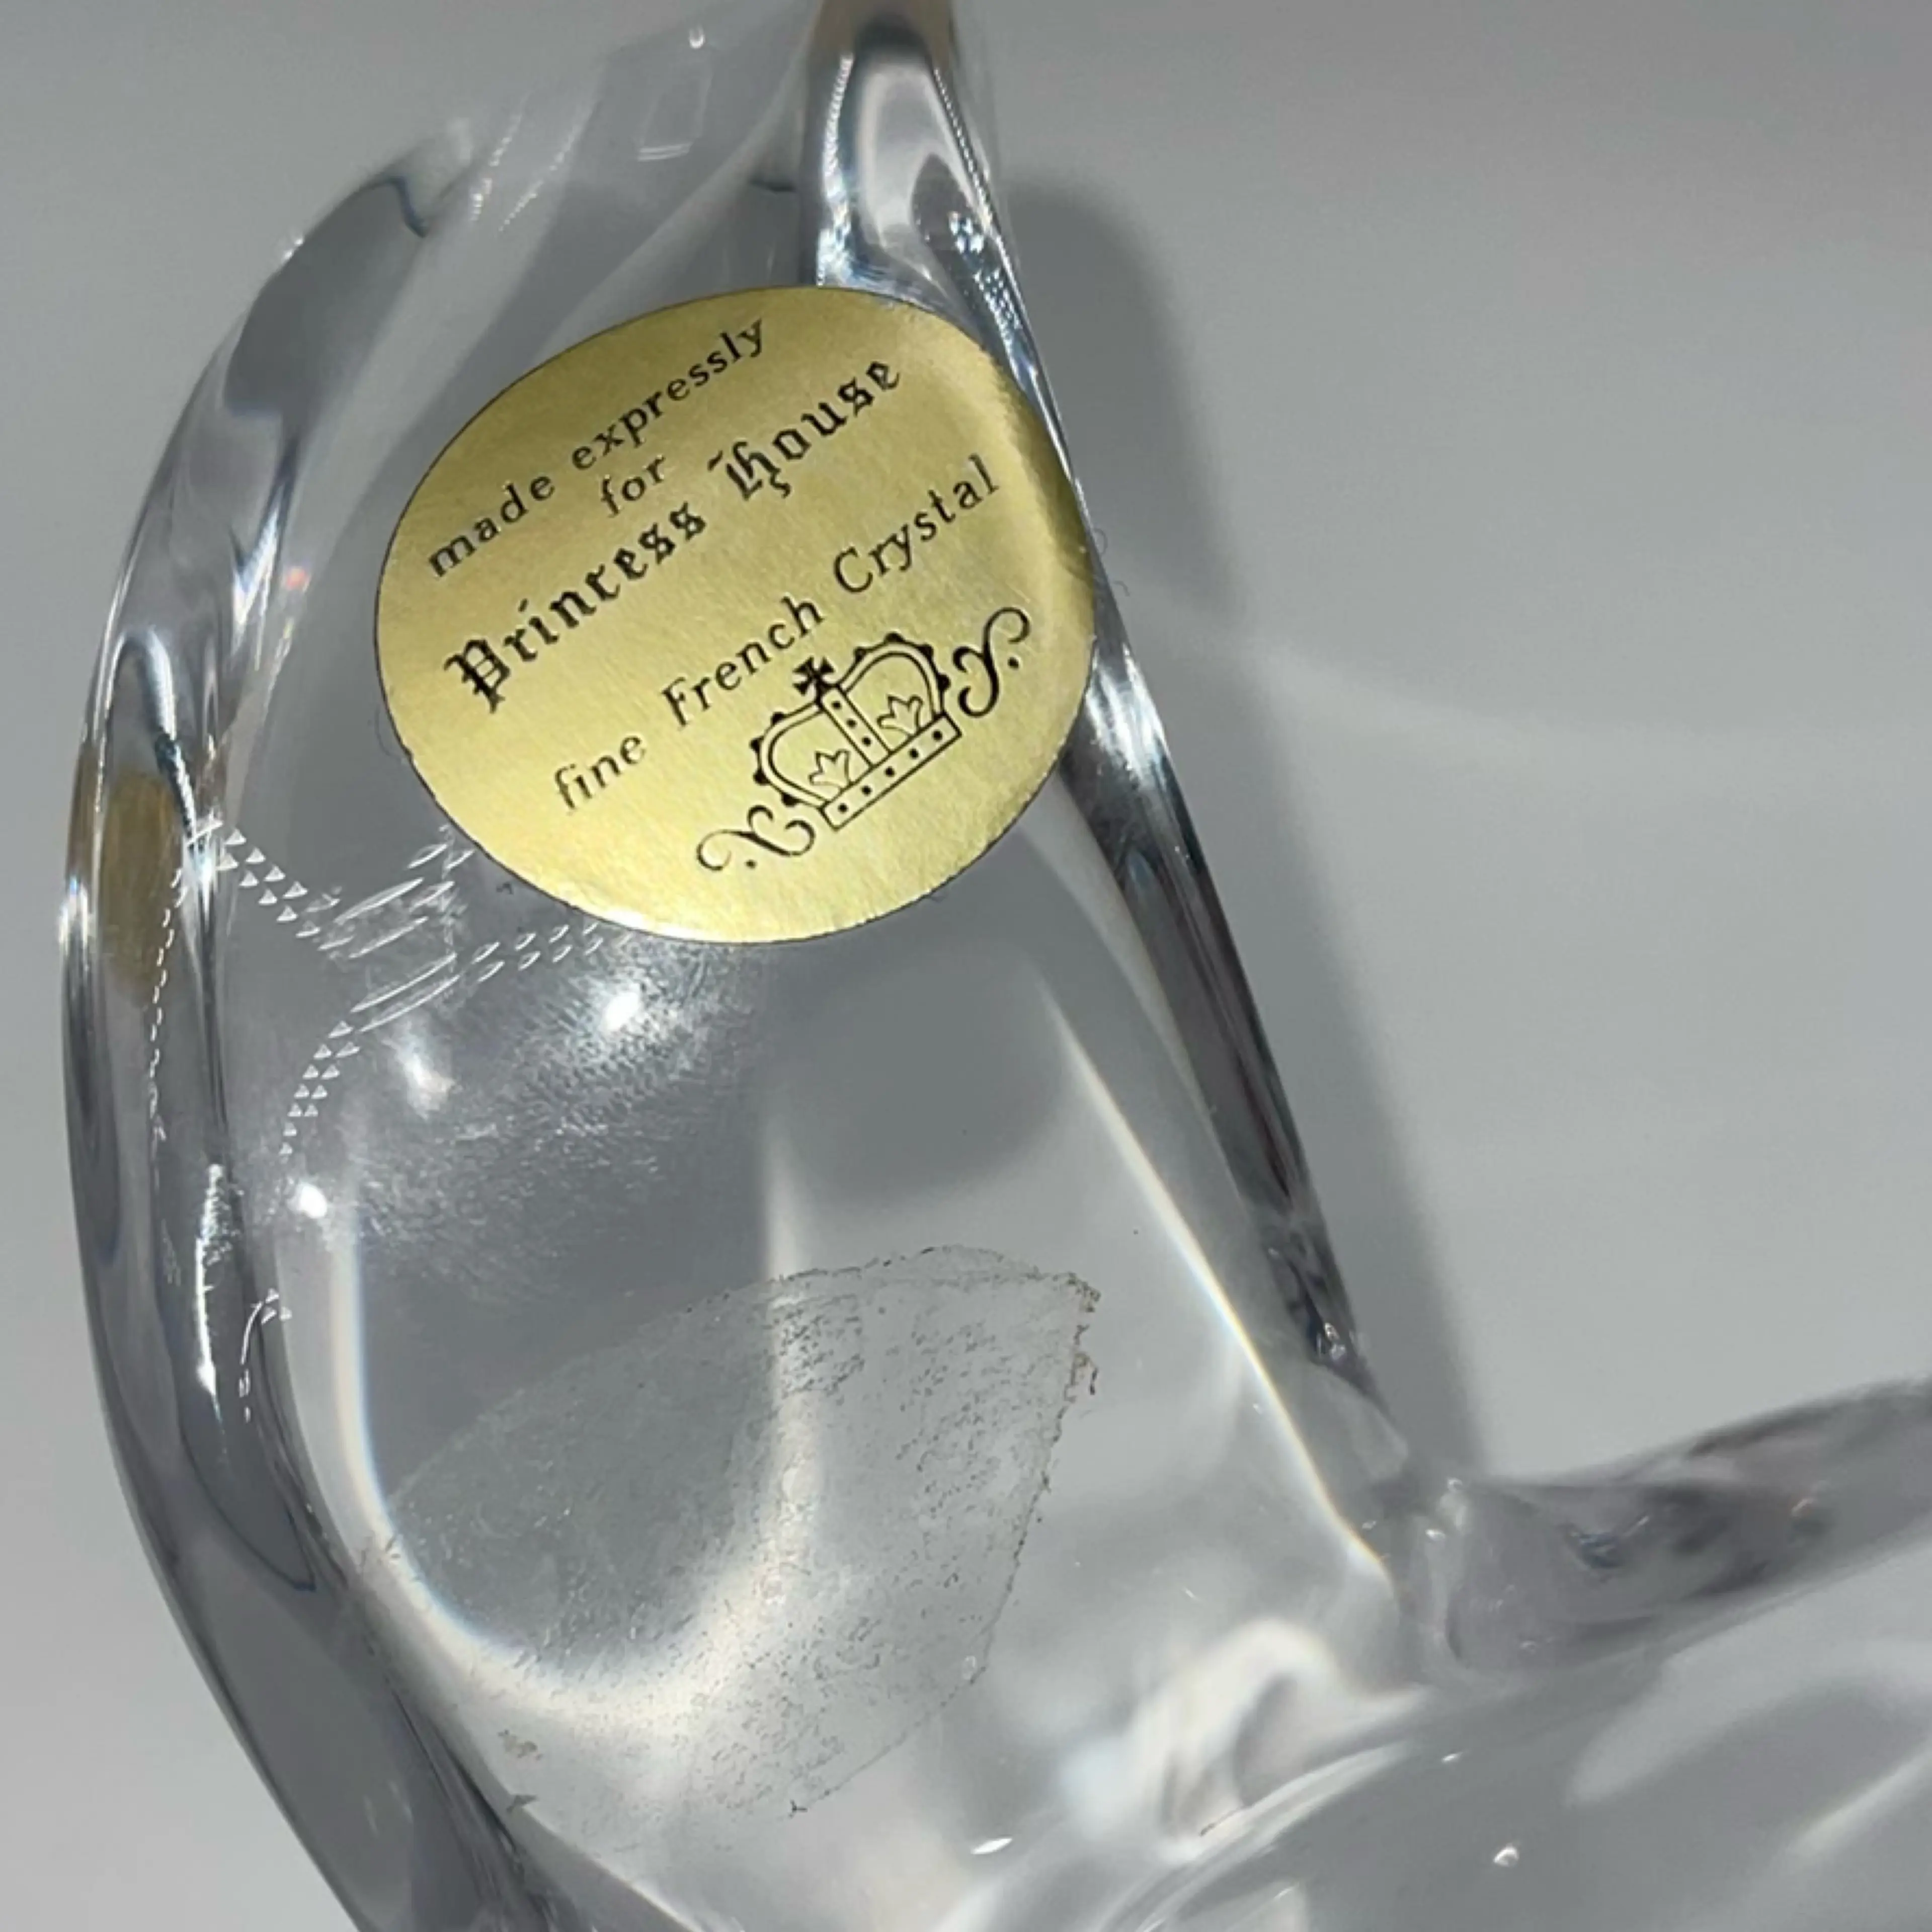 made expressly
for
Princess House
fine French Crystal